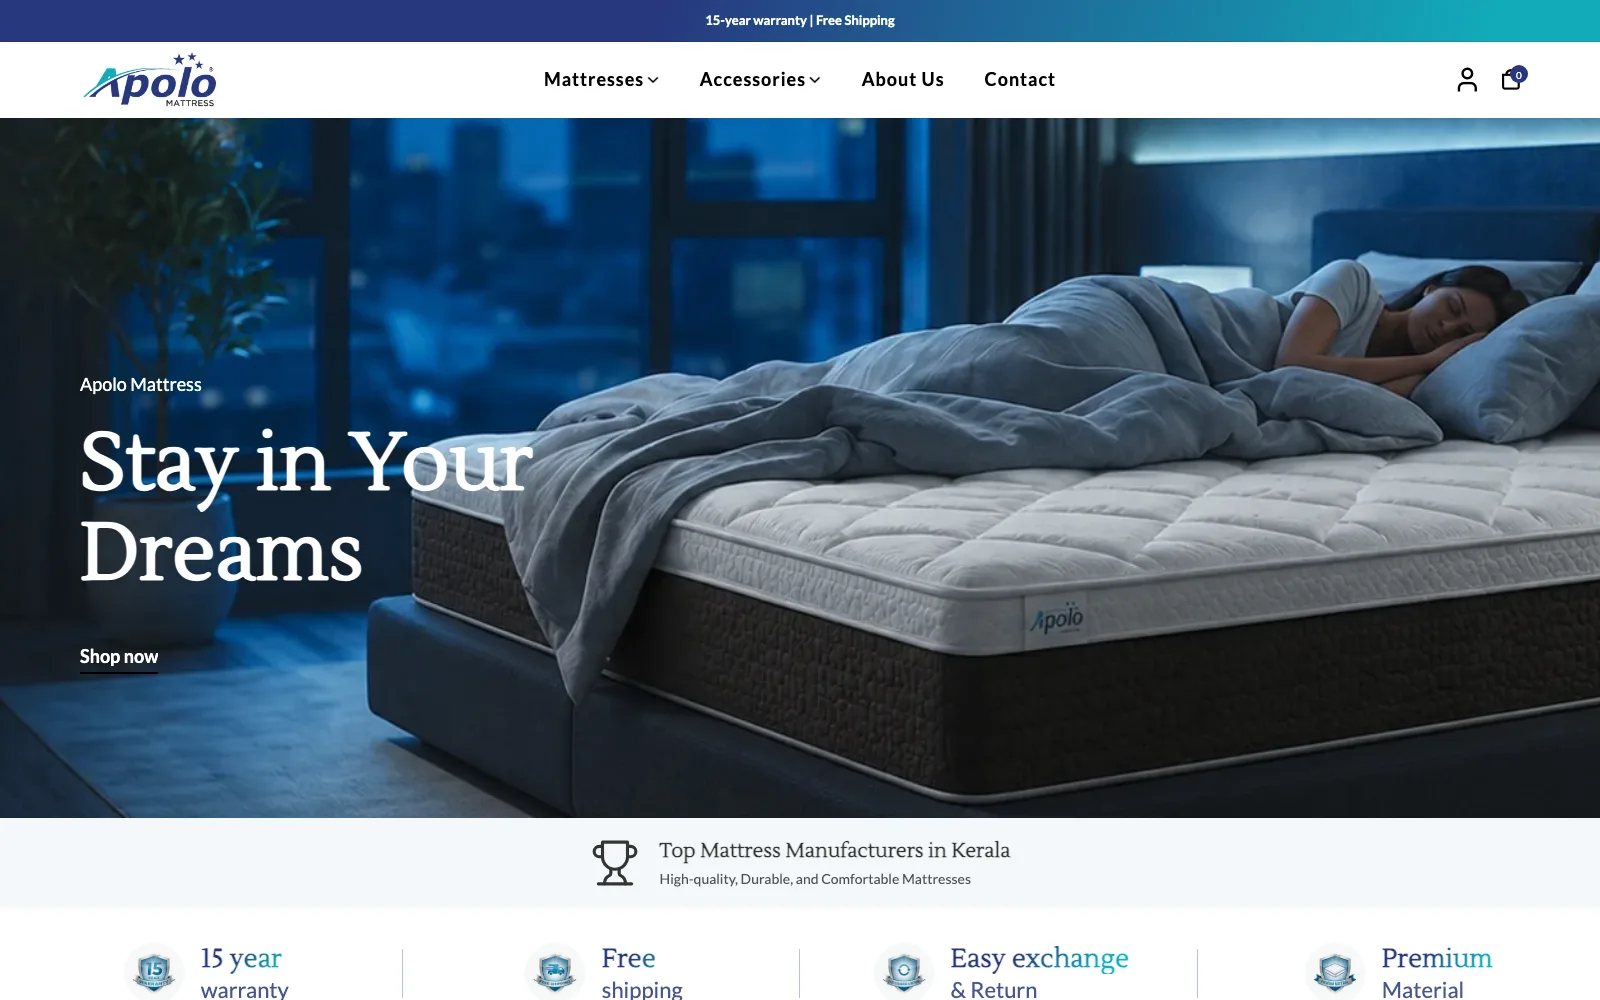 15-year warranty | Free Shipping
Apolo
MATTRESS
Mattresses
Accessories
About Us
Contact
0
Apolo Mattress
Stay in Your
Dreams
Shop now
Apolo
Top Mattress Manufacturers in Kerala
High-quality, Durable, and Comfortable Mattresses
15
15 year
warranty
Free
shipping
Easy exchange
& Return
Premium
Material